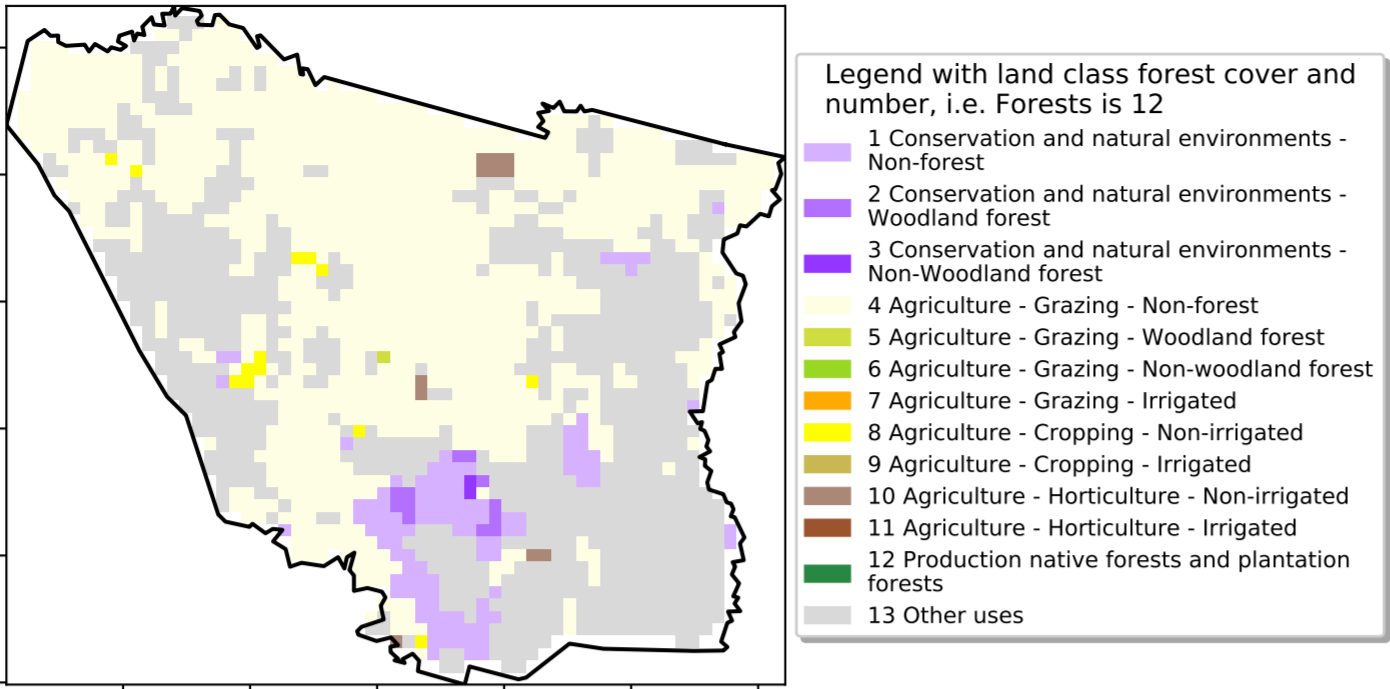 Legend with land class forest cover and
number, i.e. Forests is 12
1 Conservation and natural environments -
Non-forest
2 Conservation and natural environments -
Woodland forest
3 Conservation and natural environments -
Non-Woodland forest
4 Agriculture - Grazing - Non-forest
5 Agriculture - Grazing - Woodland forest
6 Agriculture - Grazing - Non-woodland forest
7 Agriculture - Grazing - Irrigated
8 Agriculture - Cropping - Non-irrigated
9 Agriculture - Cropping - Irrigated
10 Agriculture - Horticulture - Non-irrigated
11 Agriculture - Horticulture - Irrigated
12 Production native forests and plantation
forests
13 Other uses